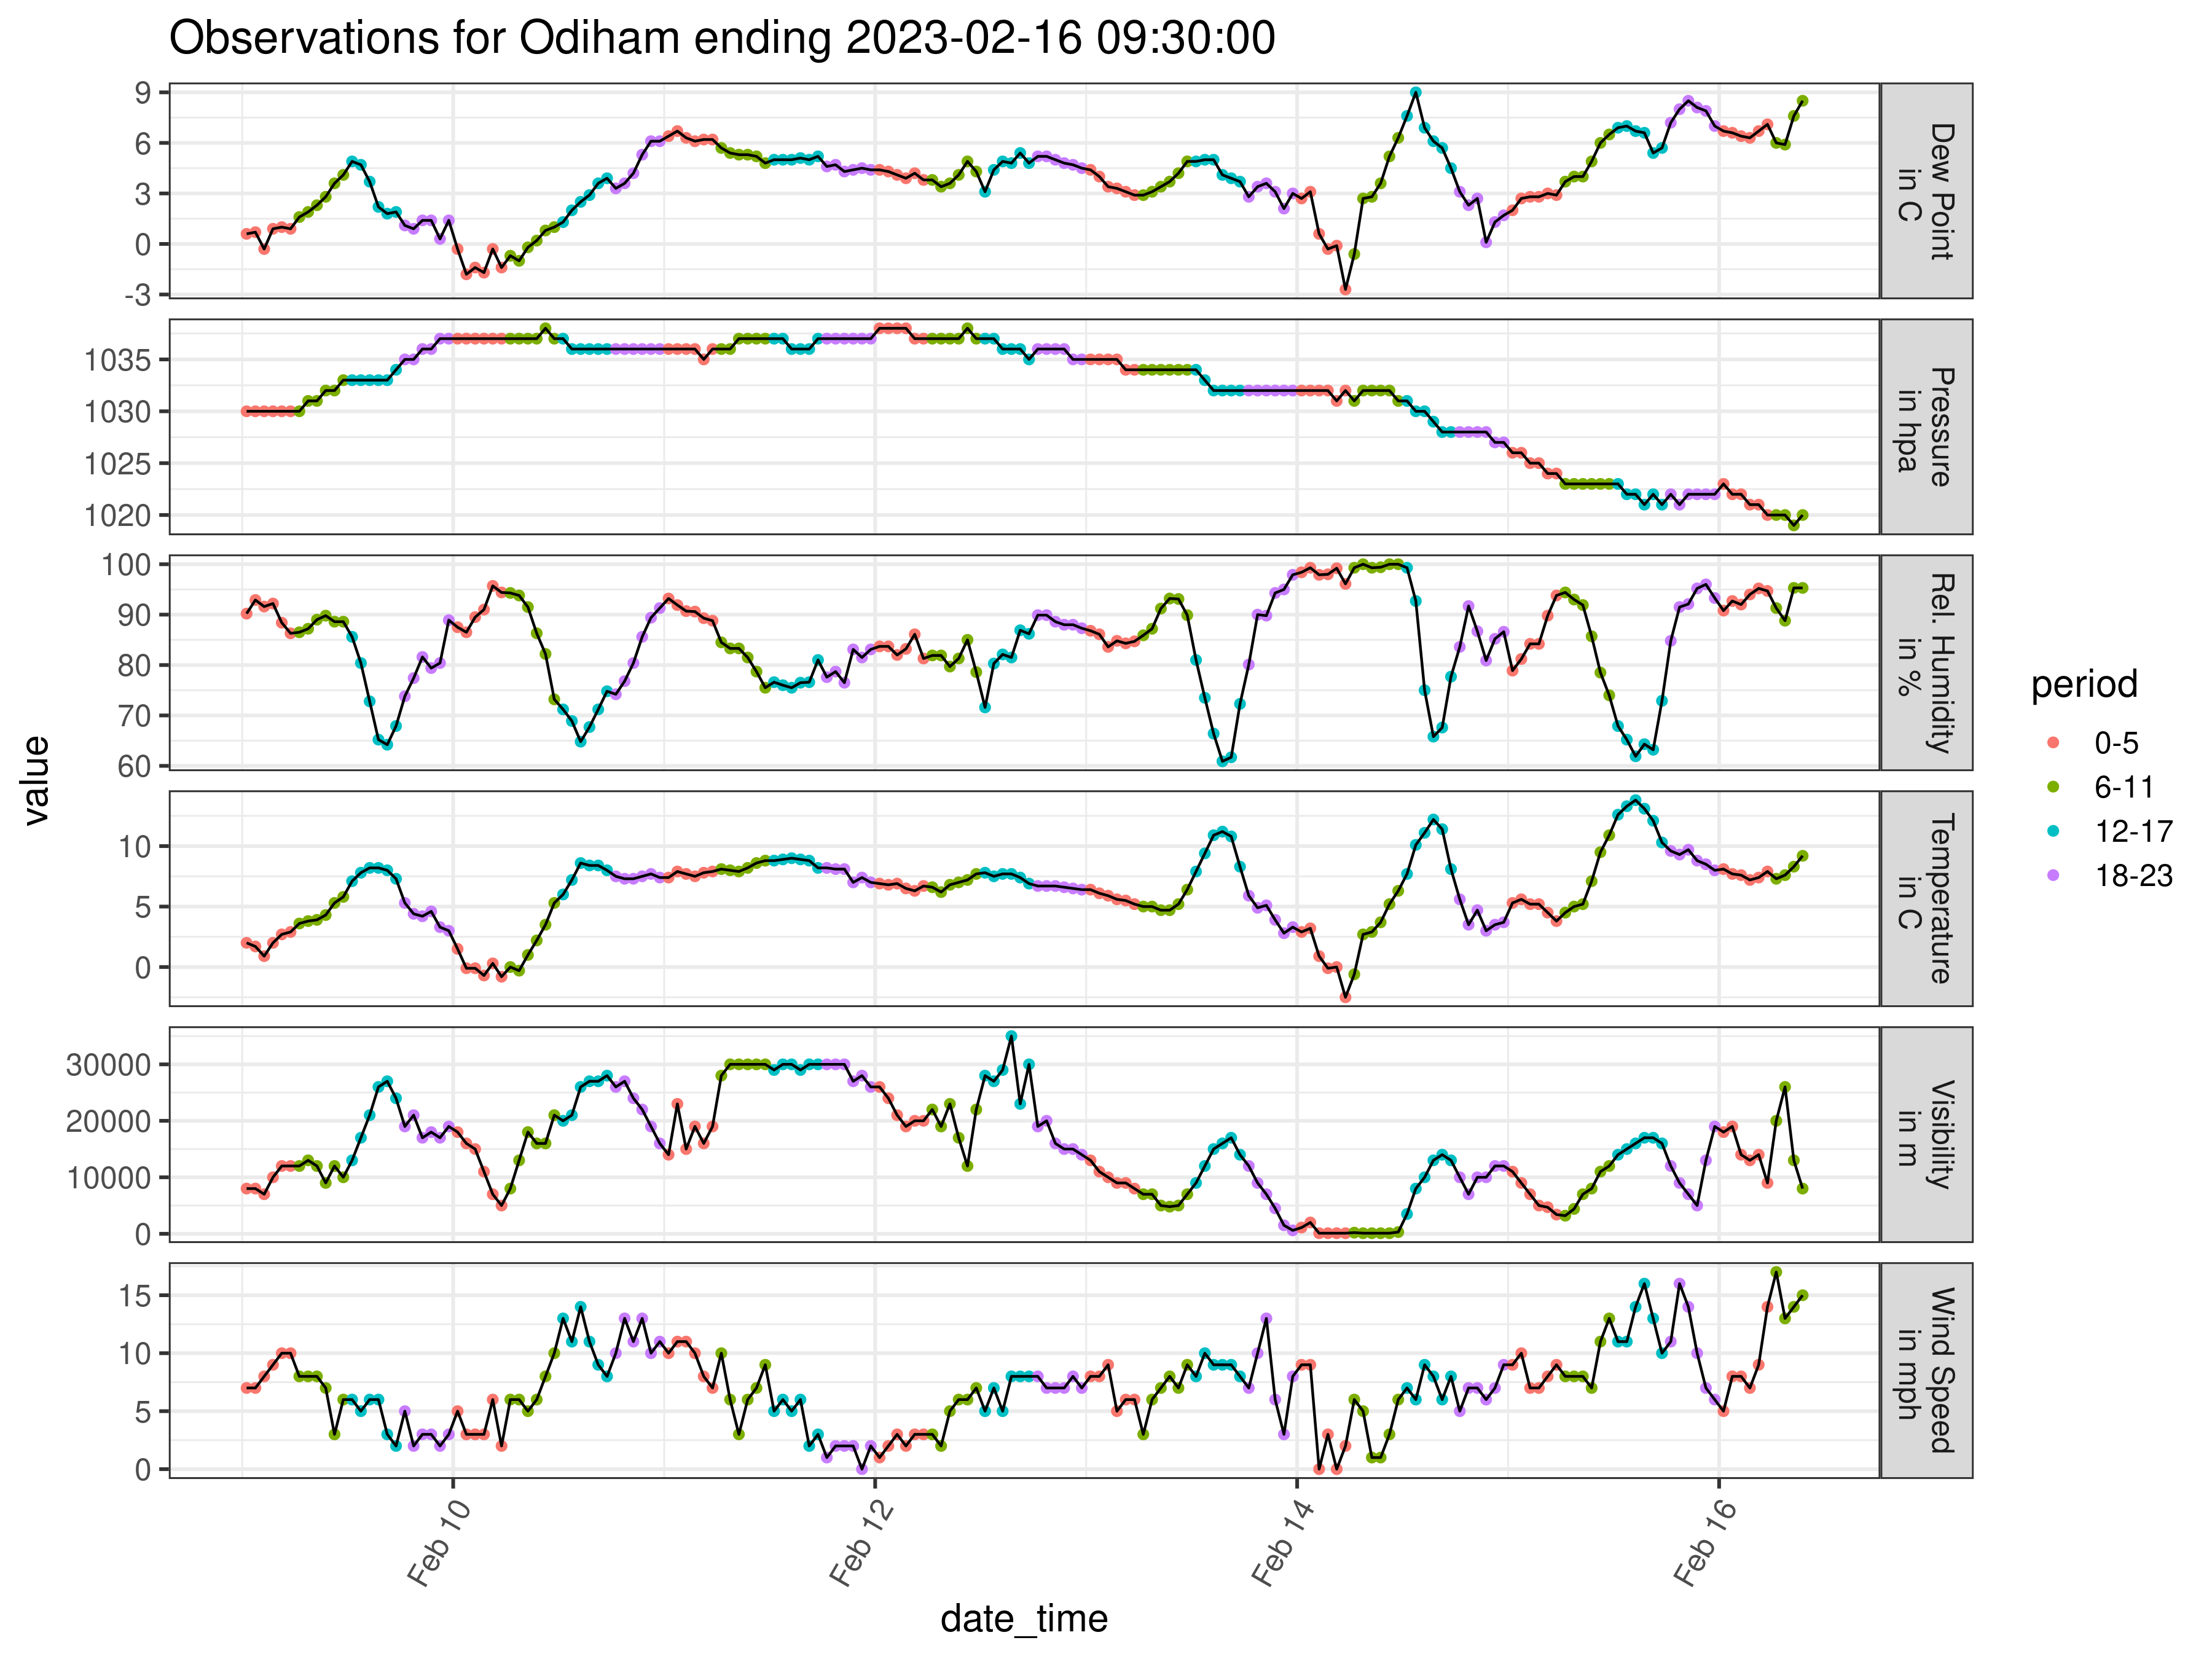 Observations for Odiham ending 2023-02-16 09:30:00
value
9
6
3
0
-3
Dew Point
in C
1035
1030
1025
1020
Pressure
in hpa
100
90
80
70
60
Rel. Humidity
in %
10
5
0
Temperature
in C
30000
20000
10000
0
Visibility
in m
15
10
5
0
Wind Speed
in mph
Feb 10
Feb 12
Feb 14
Feb 16
date_time
period
0-5
6-11
12-17
18-23